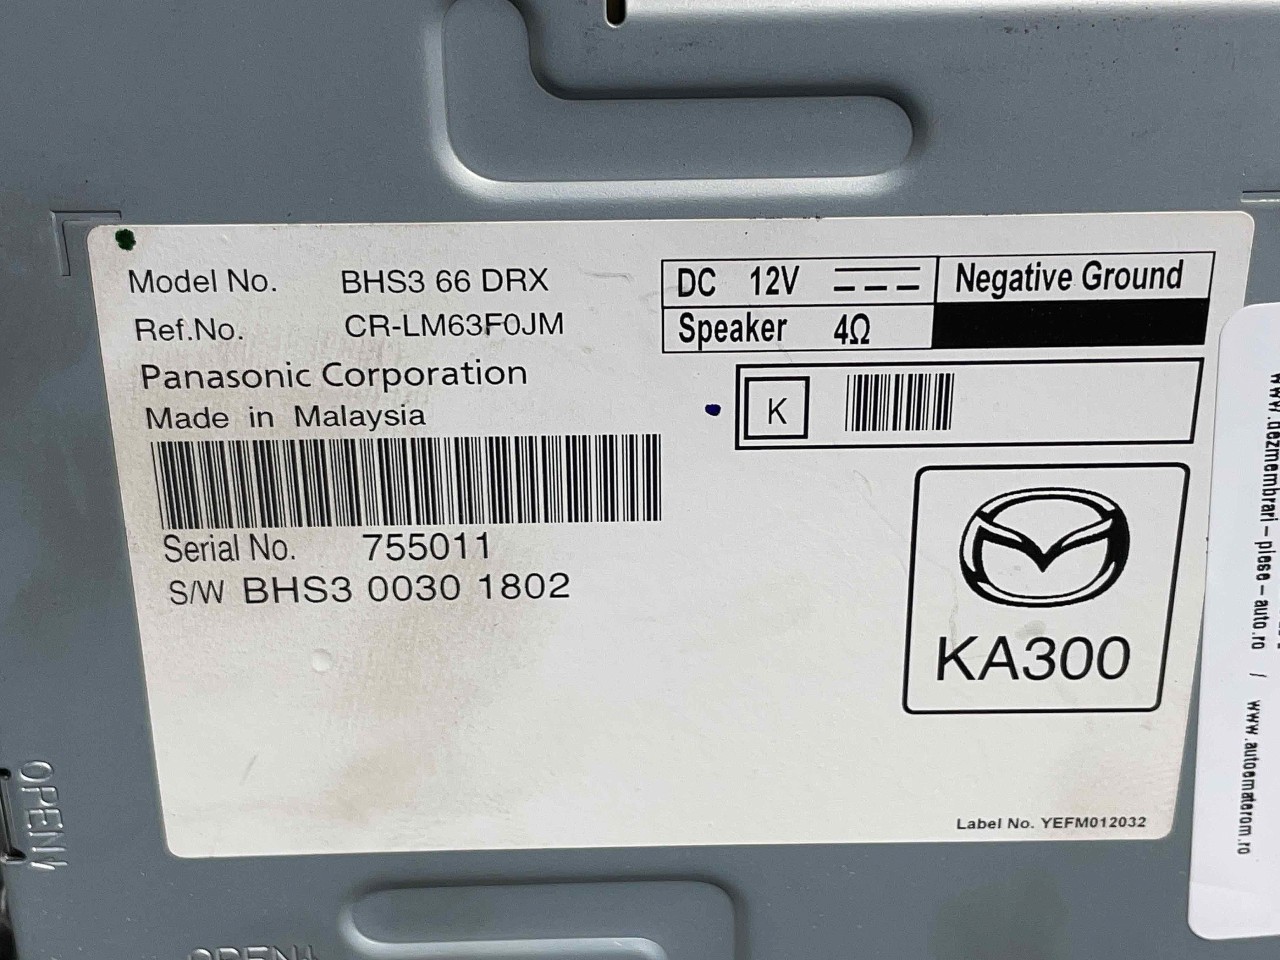 Model No. BHS3 66 DRX
Ref.No. CR-LM63F0JM
Panasonic Corporation
Made in Malaysia
Serial No. 755011
S/W BHS3 0030 1802
DC 12V Negative Ground
Speaker 4Ω
K
KA300
Label No. YEFM012032
OPEN
OPEN
www.dezmembrari-piese-auto.ro / www.autoematerom.ro